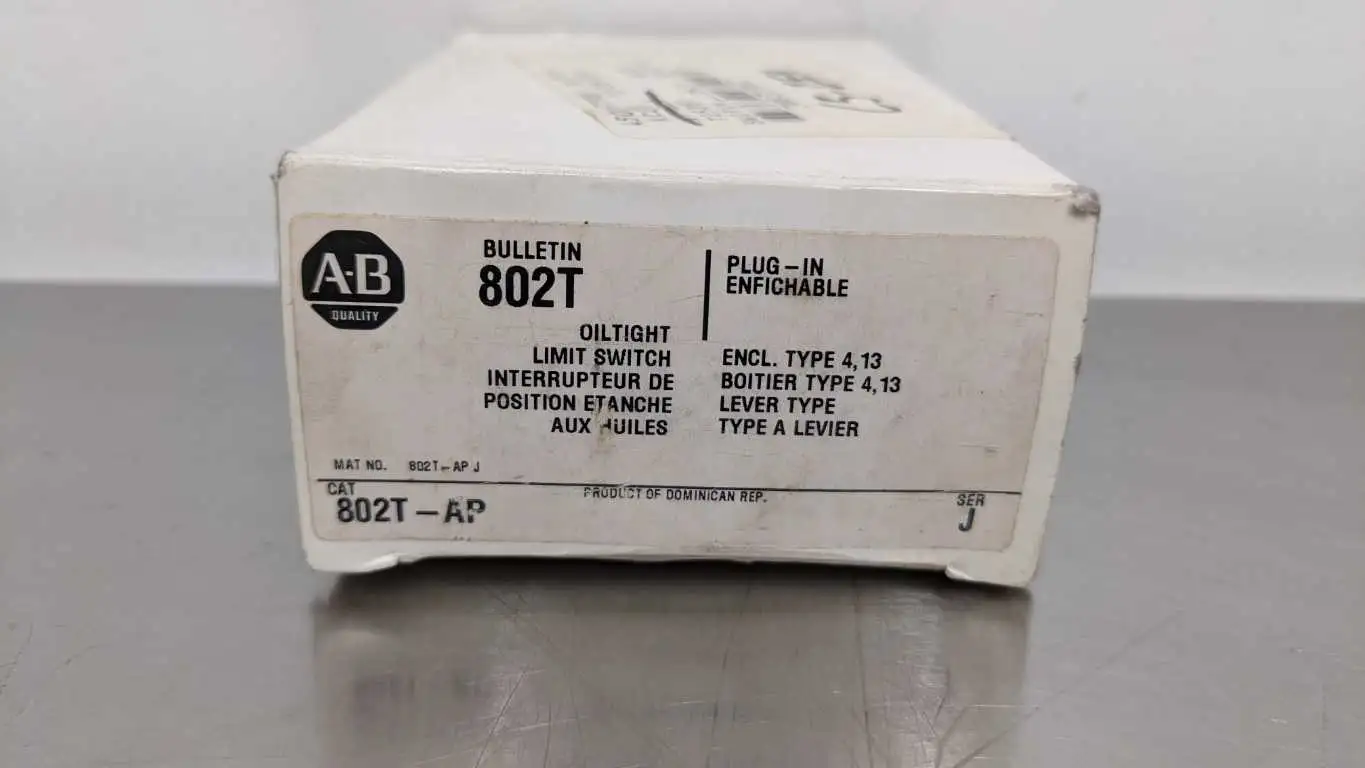 A-B
QUALITY
BULLETIN
802T
PLUG-IN
ENFICHABLE
OILTIGHT
LIMIT SWITCH
INTERRUPTEUR DE
POSITION ETANCHE
AUX HUILES
ENCL. TYPE 4,13
BOITIER TYPE 4,13
LEVER TYPE
TYPE A LEVIER
MAT NO. 802T-AP J
CAT
802T-AP
PRODUCT OF DOMINICAN REP.
SER
J